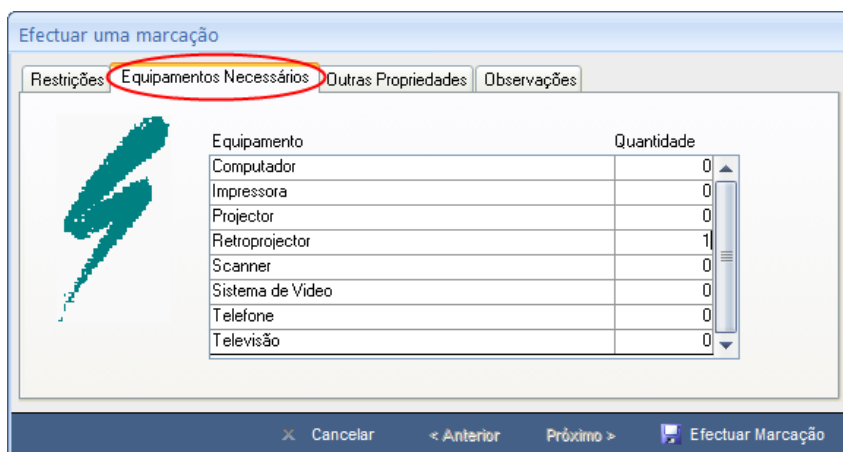 Efectuar uma marcação
Restrições Equipamentos Necessários Outras Propriedades Observações
Equipamento Quantidade
Computador 0
Impressora 0
Projector 0
Retroprojector 1
Scanner 0
Sistema de Video 0
Telefone 0
Televisão 0
× Cancelar < Anterior Próximo > Efectuar Marcação